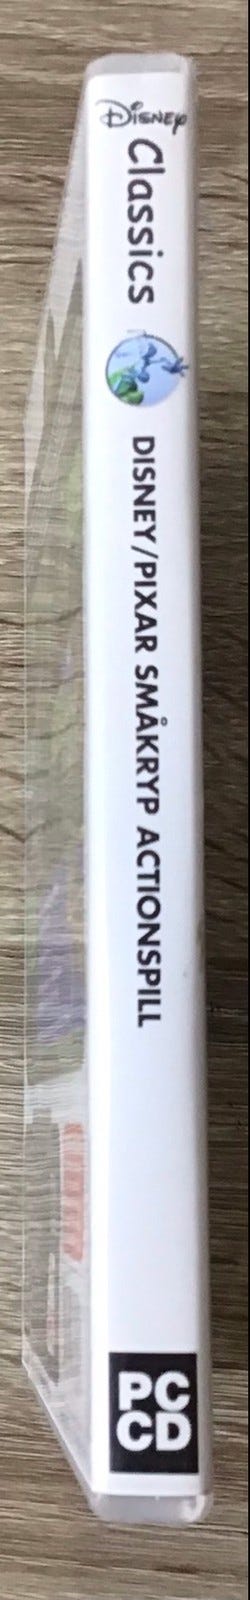 Disney
Classics
DISNEY/PIXAR SMÅKRYP ACTIONSPILL
PC
CD